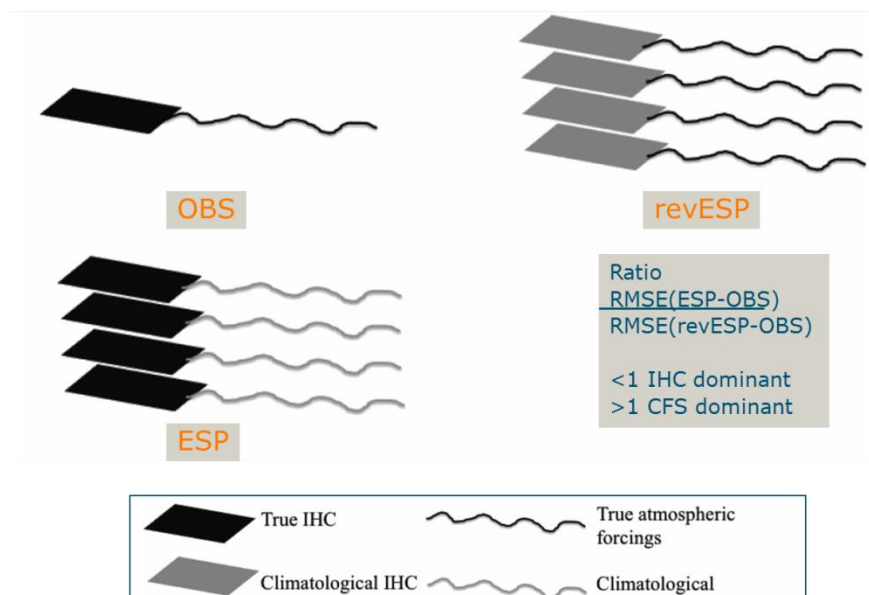 OBS
revESP
Ratio
RMSE(ESP-OBS)
RMSE(revESP-OBS)
<1 IHC dominant
>1 CFS dominant
ESP
True IHC
True atmospheric
forcings
Climatological IHC
Climatological